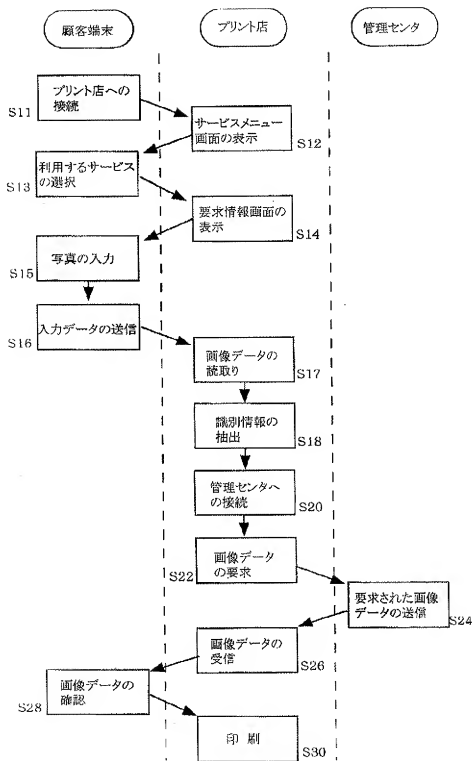 顧客端末
プリント店
管理センタ
プリント店への
接続
S11
サービスメニュー
画面の表示
S12
利用するサービス
の選択
S13
要求情報画面の
表示
S14
写真の入力
S15
入力データの送信
S16
画像データの
読取り
S17
識別情報の
抽出
S18
管理センタへ
の接続
S20
画像データ
の要求
S22
要求された画像
データの送信
S24
画像データの
受信
S26
画像データの
確認
S28
印 刷
S30